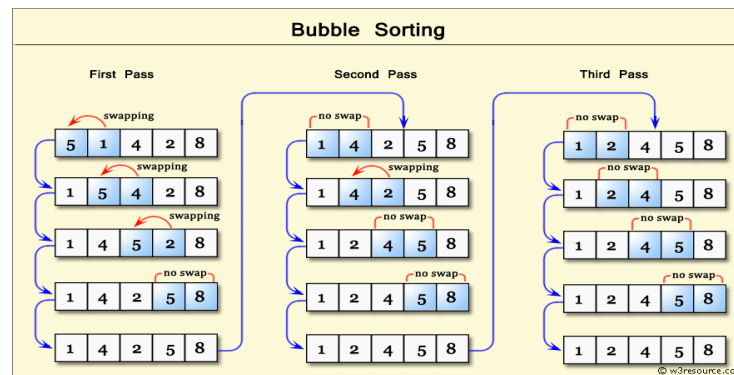 Bubble Sorting
First Pass
swapping
5 1 4 2 8
swapping
1 5 4 2 8
swapping
1 4 5 2 8
no swap
1 4 2 5 8
1 4 2 5 8
Second Pass
no swap
1 4 2 5 8
swapping
1 4 2 5 8
no swap
1 2 4 5 8
no swap
1 2 4 5 8
1 2 4 5 8
Third Pass
no swap
1 2 4 5 8
no swap
1 2 4 5 8
no swap
1 2 4 5 8
no swap
1 2 4 5 8
1 2 4 5 8
© w3resource.co